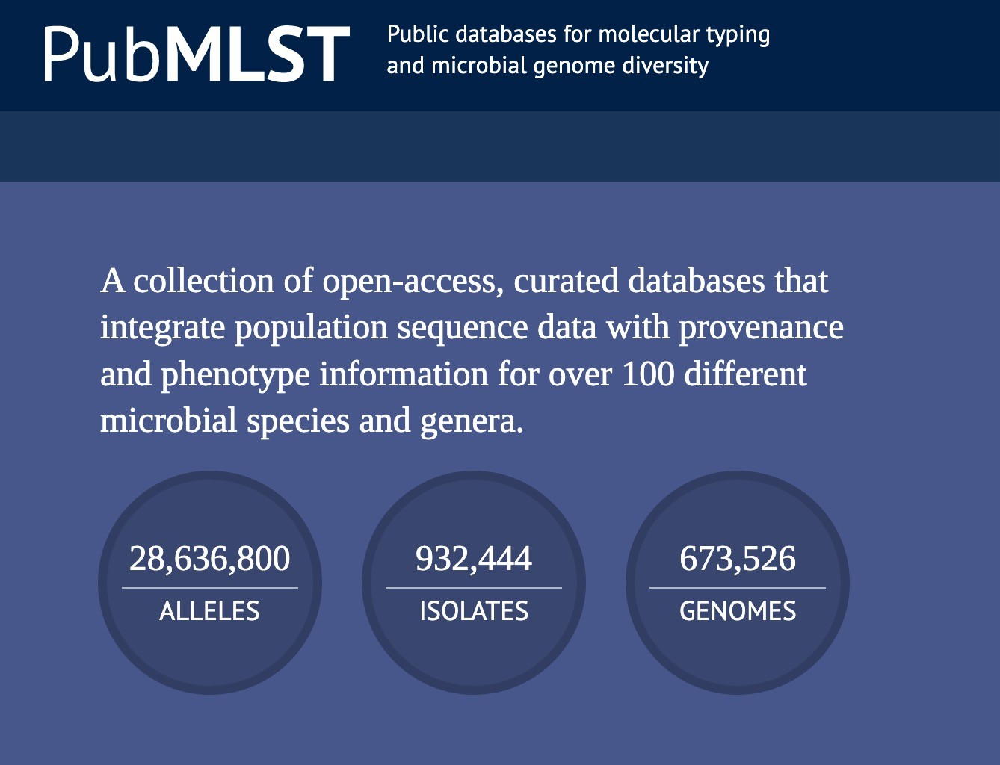 PubMLST
Public databases for molecular typing
and microbial genome diversity
A collection of open-access, curated databases that
integrate population sequence data with provenance
and phenotype information for over 100 different
microbial species and genera.
28,636,800
ALLELES
932,444
ISOLATES
673,526
GENOMES